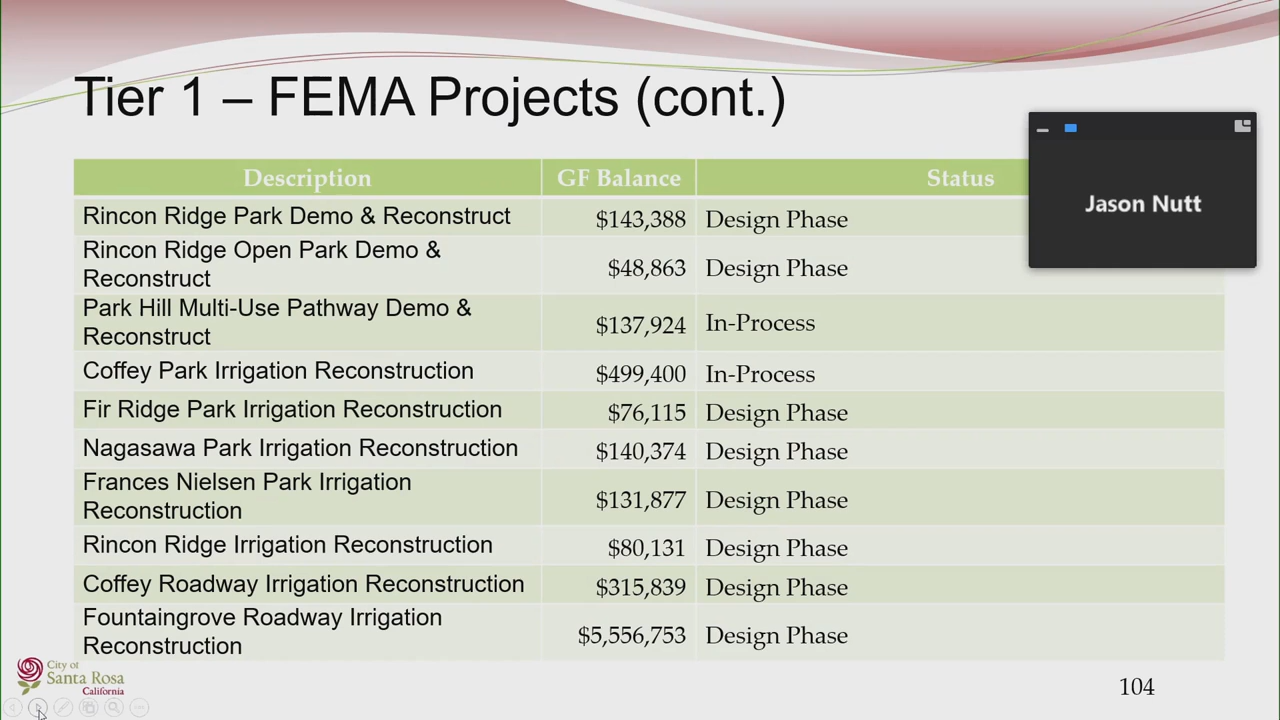 Tier 1 – FEMA Projects (cont.)
Description GF Balance Status
Jason Nutt
Rincon Ridge Park Demo & Reconstruct $143,388 Design Phase
Rincon Ridge Open Park Demo &
Reconstruct $48,863 Design Phase
Park Hill Multi-Use Pathway Demo &
Reconstruct $137,924 In-Process
Coffey Park Irrigation Reconstruction $499,400 In-Process
Fir Ridge Park Irrigation Reconstruction $76,115 Design Phase
Nagasawa Park Irrigation Reconstruction $140,374 Design Phase
Frances Nielsen Park Irrigation
Reconstruction $131,877 Design Phase
Rincon Ridge Irrigation Reconstruction $80,131 Design Phase
Coffey Roadway Irrigation Reconstruction $315,839 Design Phase
Fountaingrove Roadway Irrigation
Reconstruction $5,556,753 Design Phase
City of
Santa Rosa
California
104